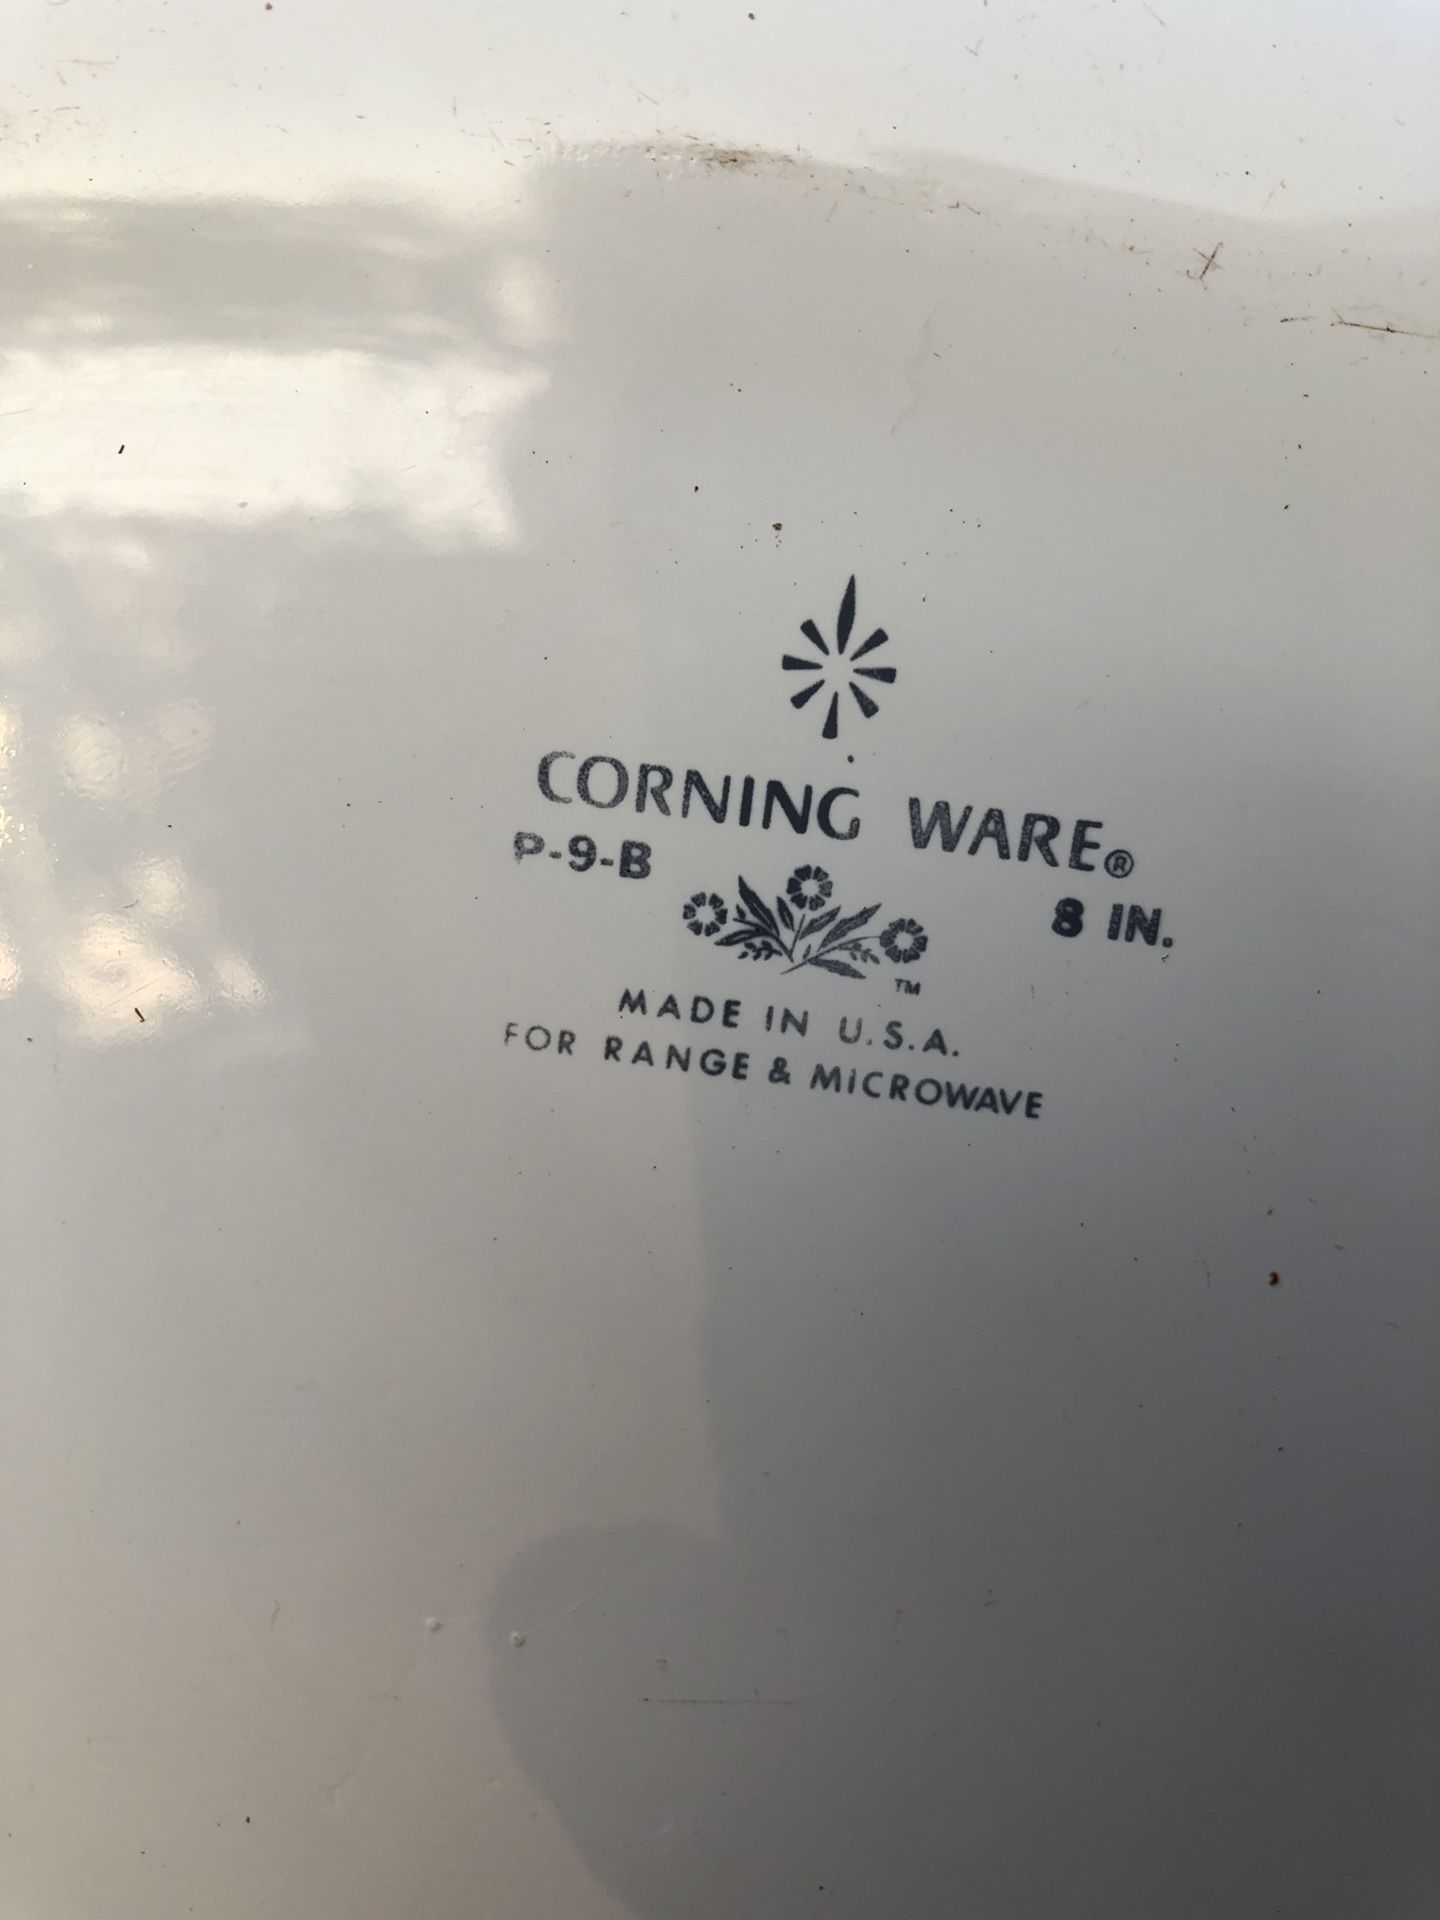 CORNING WARE®
P-9-B 8 IN.
TM
MADE IN U.S.A.
FOR RANGE & MICROWAVE